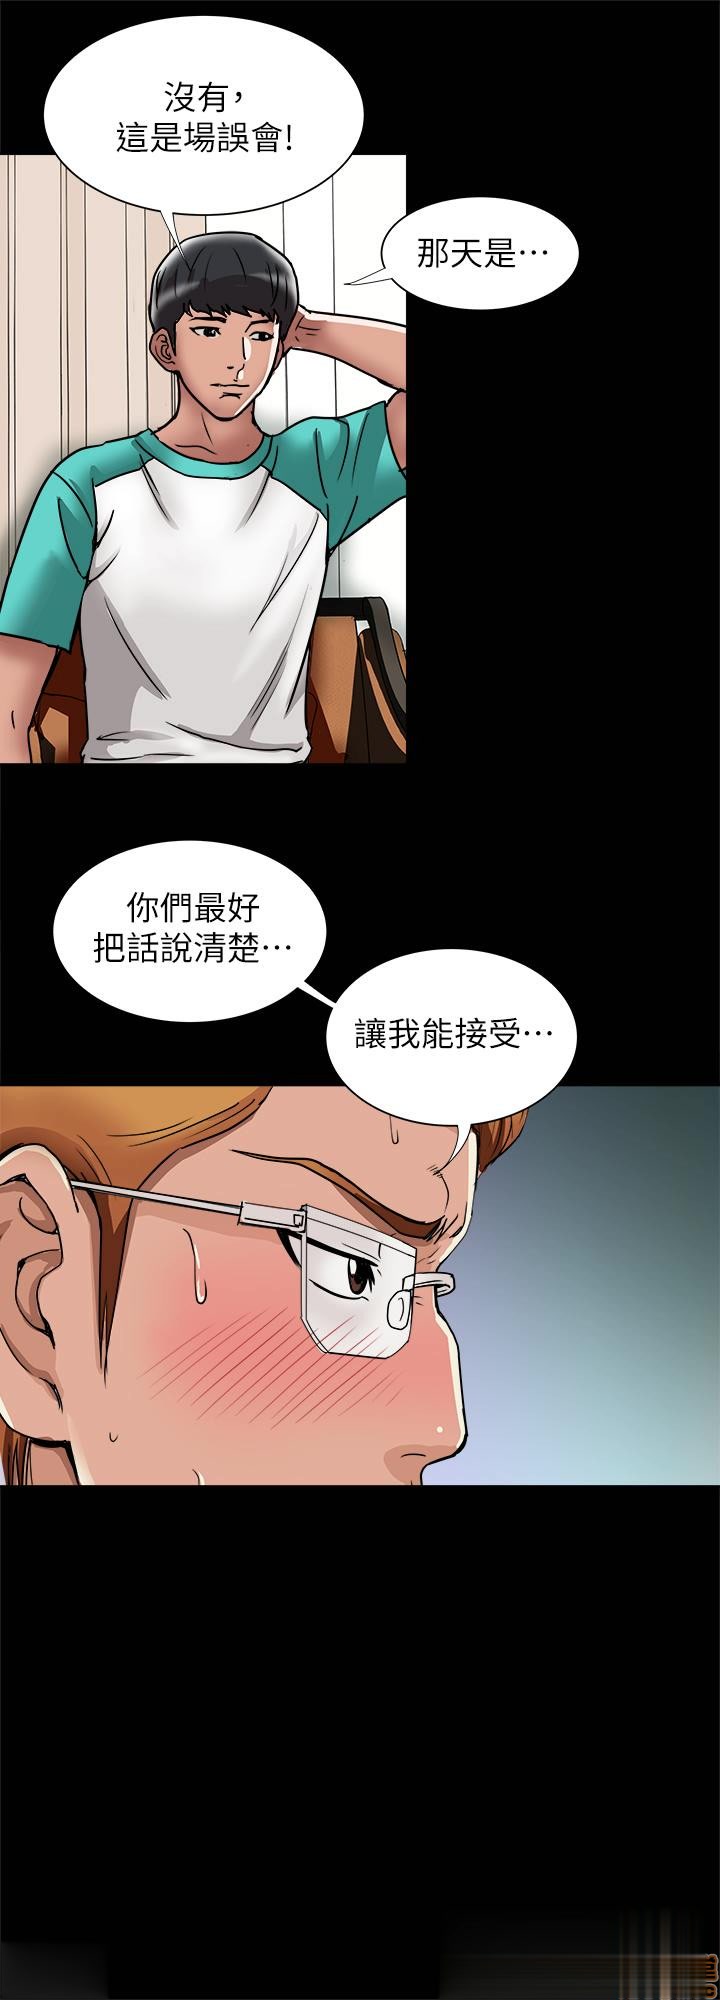 沒有，
這是場誤會!
那天是⋯
你們最好
把話說清楚⋯
讓我能接受⋯